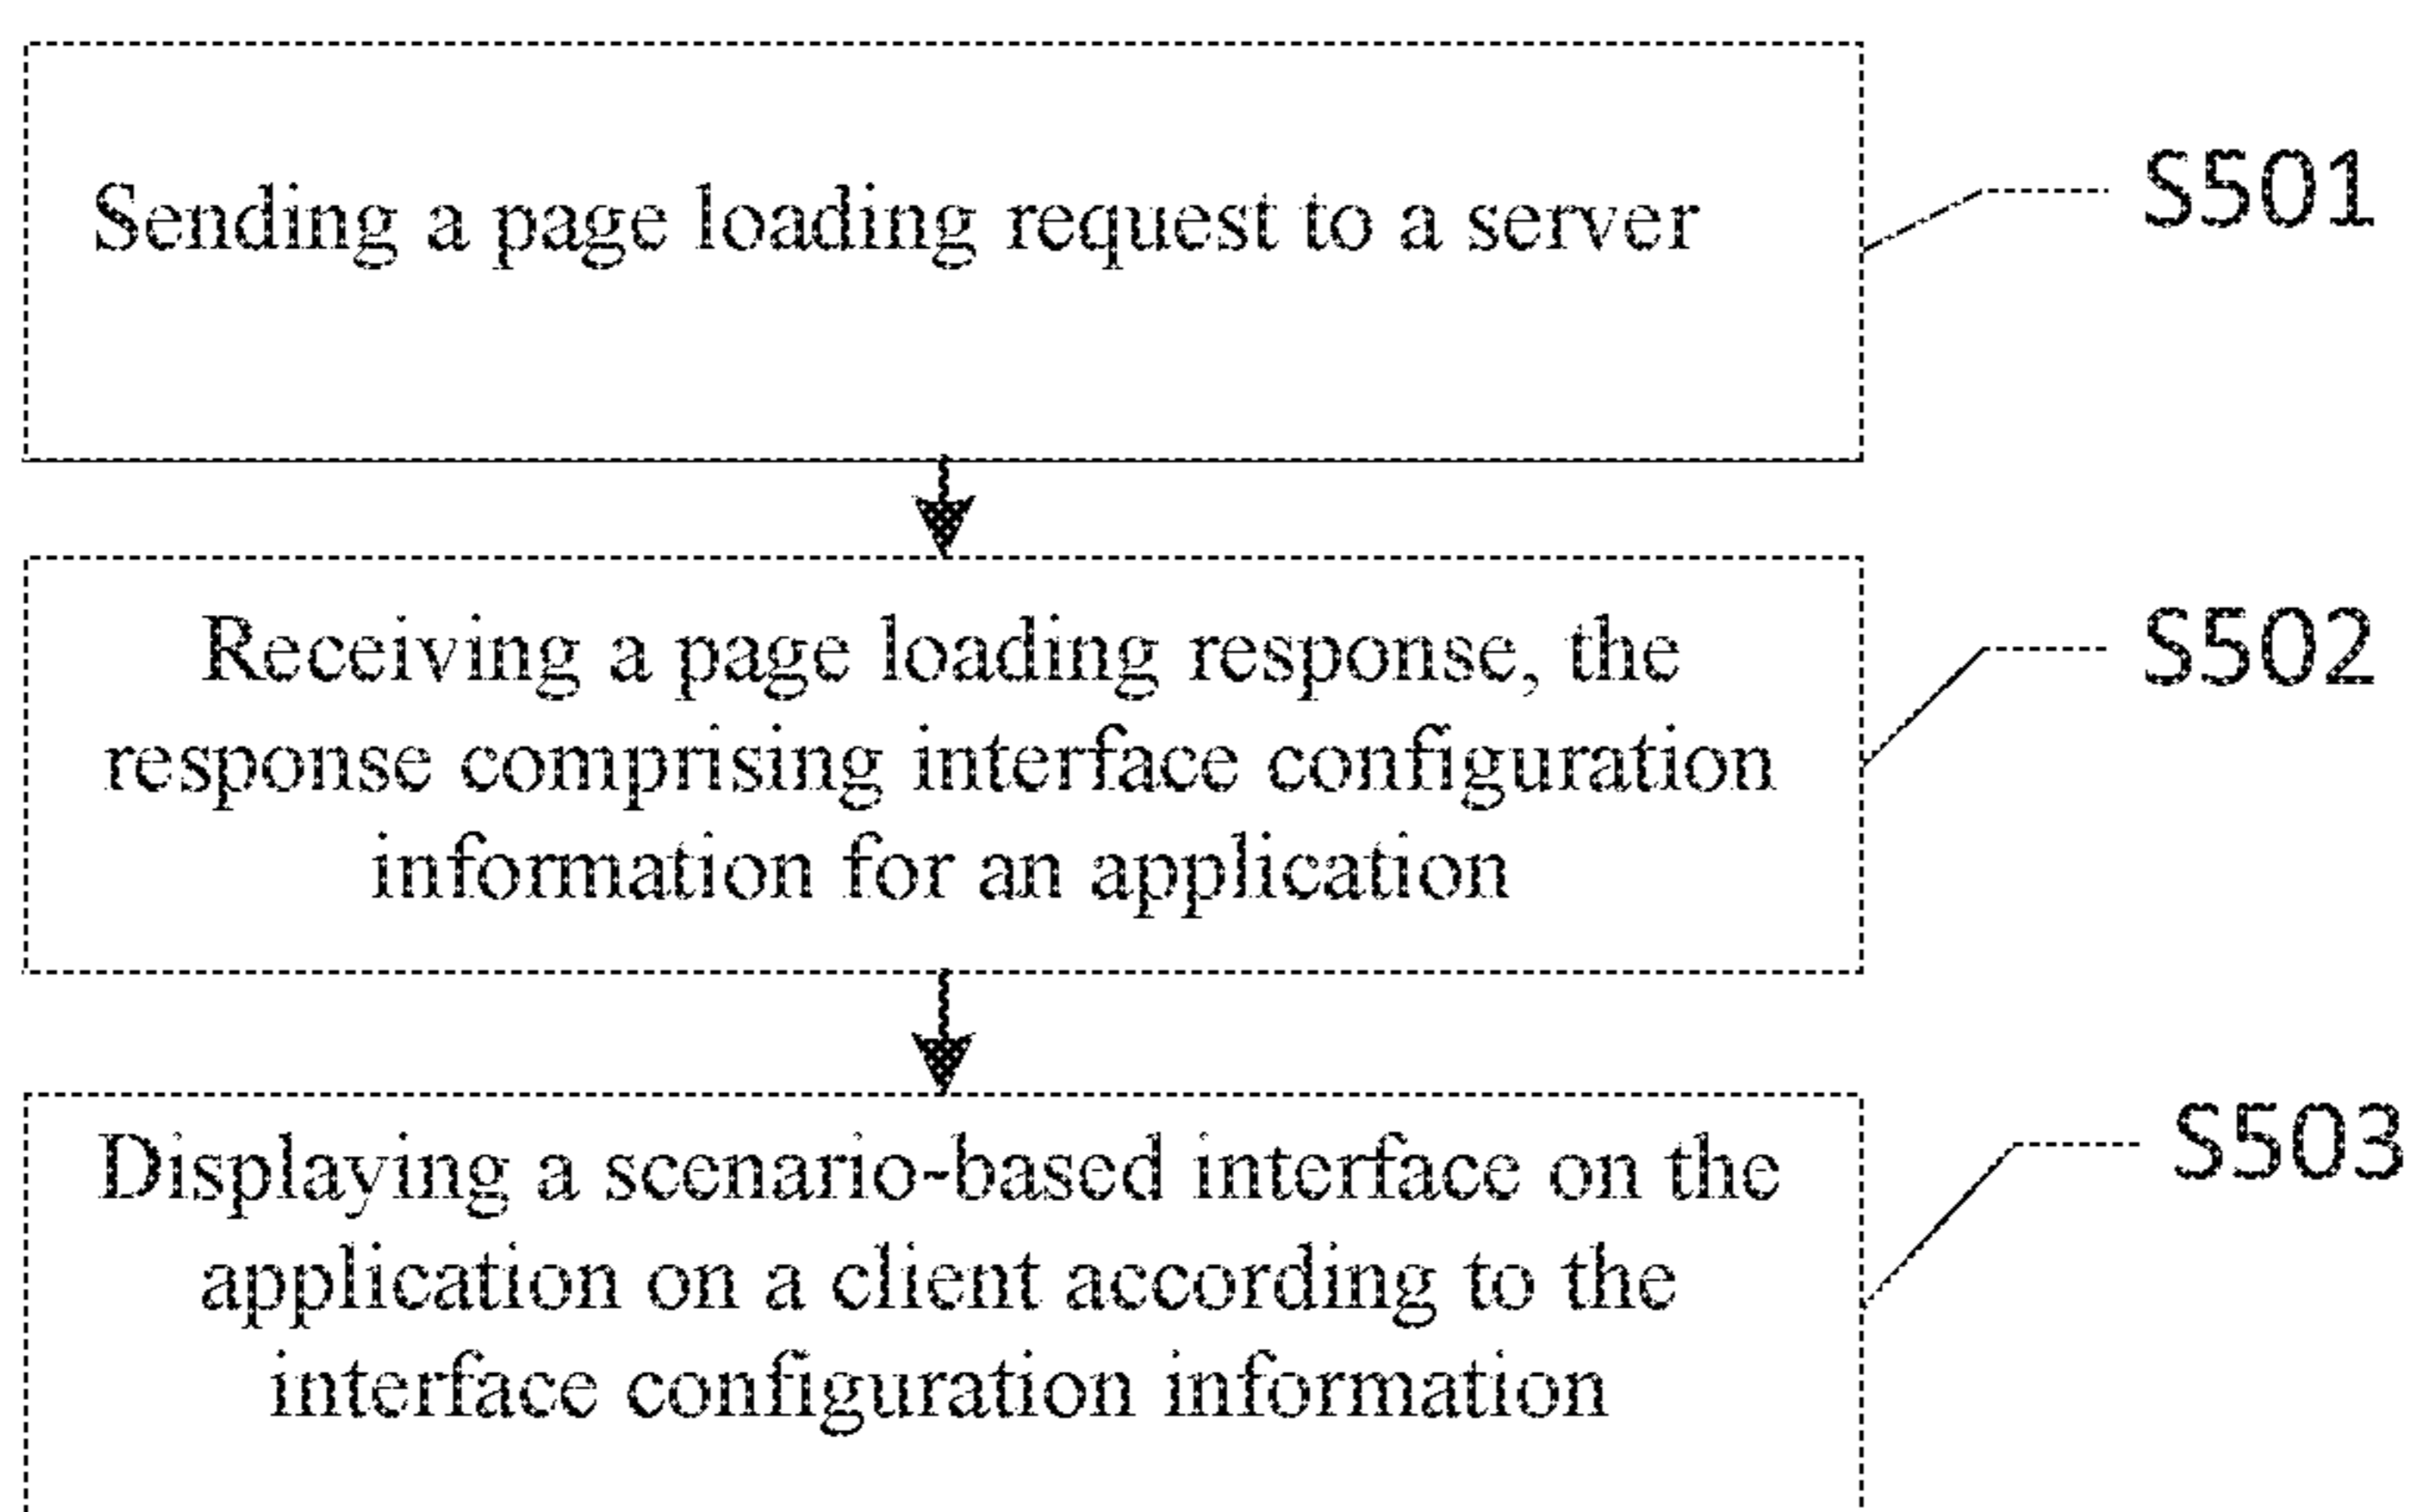 Sending a page loading request to a server
S501
Receiving a page loading response, the
response comprising interface configuration
information for an application
S502
Displaying a scenario-based interface on the
application on a client according to the
interface configuration information
S503